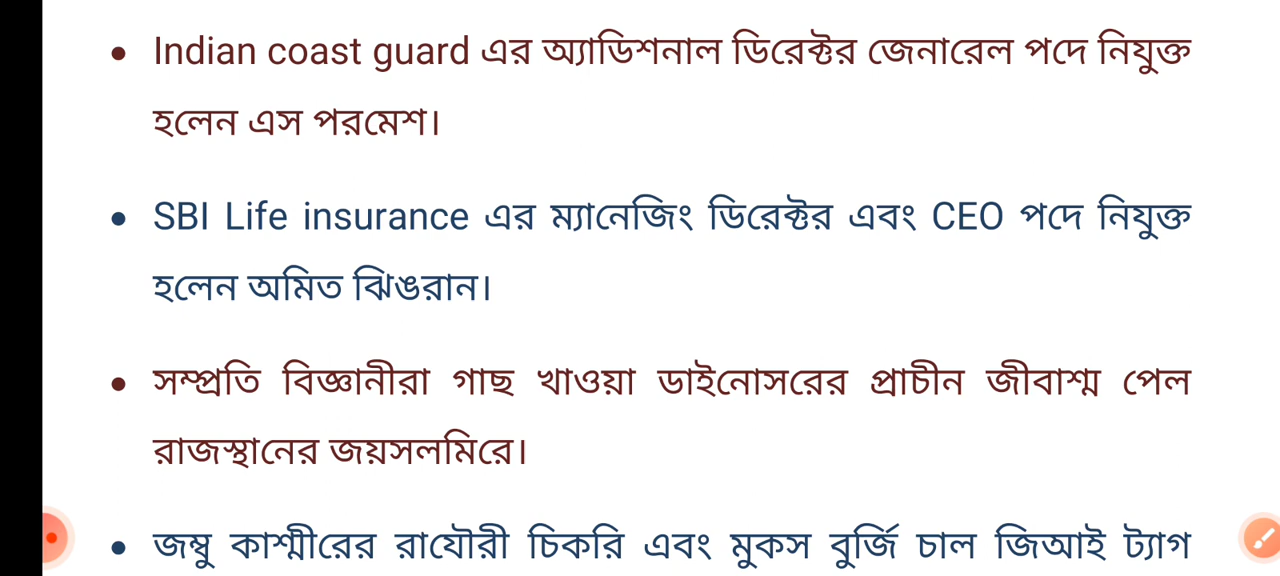 • Indian coast guard এর অ্যাডিশনাল ডিরেক্টর জেনারেল পদে নিযুক্ত
হলেন এস পরমেশ।
• SBI Life insurance এর ম্যানেজিং ডিরেক্টর এবং CEO পদে নিযুক্ত
হলেন অমিত ঝিঙরান।
• সম্প্রতি বিজ্ঞানীরা গাছ খাওয়া ডাইনোসরের প্রাচীন জীবাশ্ম পেল
রাজস্থানের জয়সলমিরে।
• জম্বু কাশ্মীরের রাযৌরী চিকরি এবং মুকস বুর্জি চাল জিআই ট্যাগ